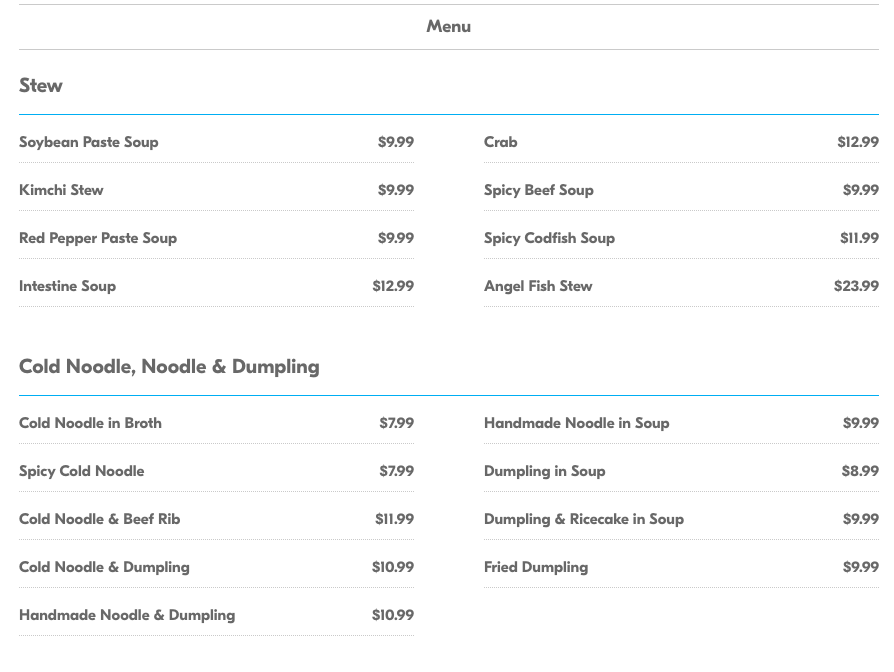 Menu
Stew
Soybean Paste Soup $9.99
Kimchi Stew $9.99
Red Pepper Paste Soup $9.99
Intestine Soup $12.99
Crab $12.99
Spicy Beef Soup $9.99
Spicy Codfish Soup $11.99
Angel Fish Stew $23.99
Cold Noodle, Noodle & Dumpling
Cold Noodle in Broth $7.99
Spicy Cold Noodle $7.99
Cold Noodle & Beef Rib $11.99
Cold Noodle & Dumpling $10.99
Handmade Noodle & Dumpling $10.99
Handmade Noodle in Soup $9.99
Dumpling in Soup $8.99
Dumpling & Ricecake in Soup $9.99
Fried Dumpling $9.99